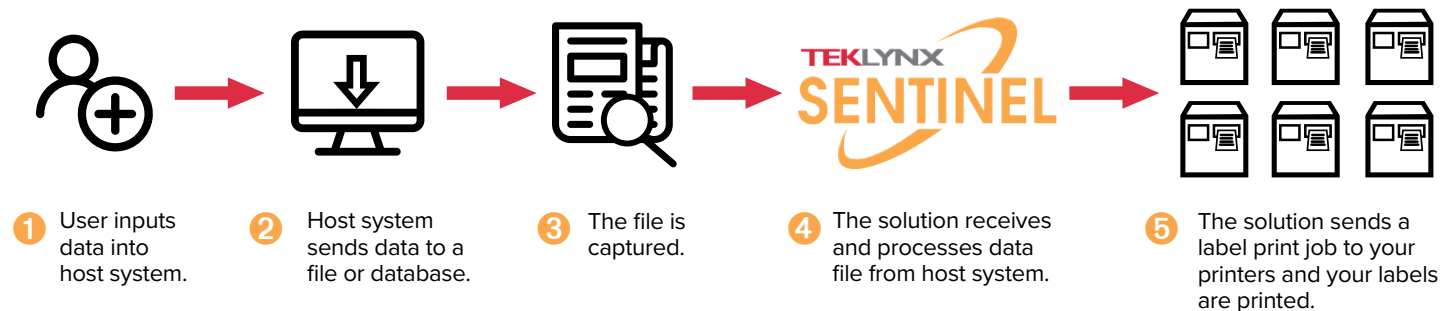 TEKLYNX
SENTINEL
1 User inputs
data into
host system.
2 Host system
sends data to a
file or database.
3 The file is
captured.
4 The solution receives
and processes data
file from host system.
5 The solution sends a
label print job to your
printers and your labels
are printed.